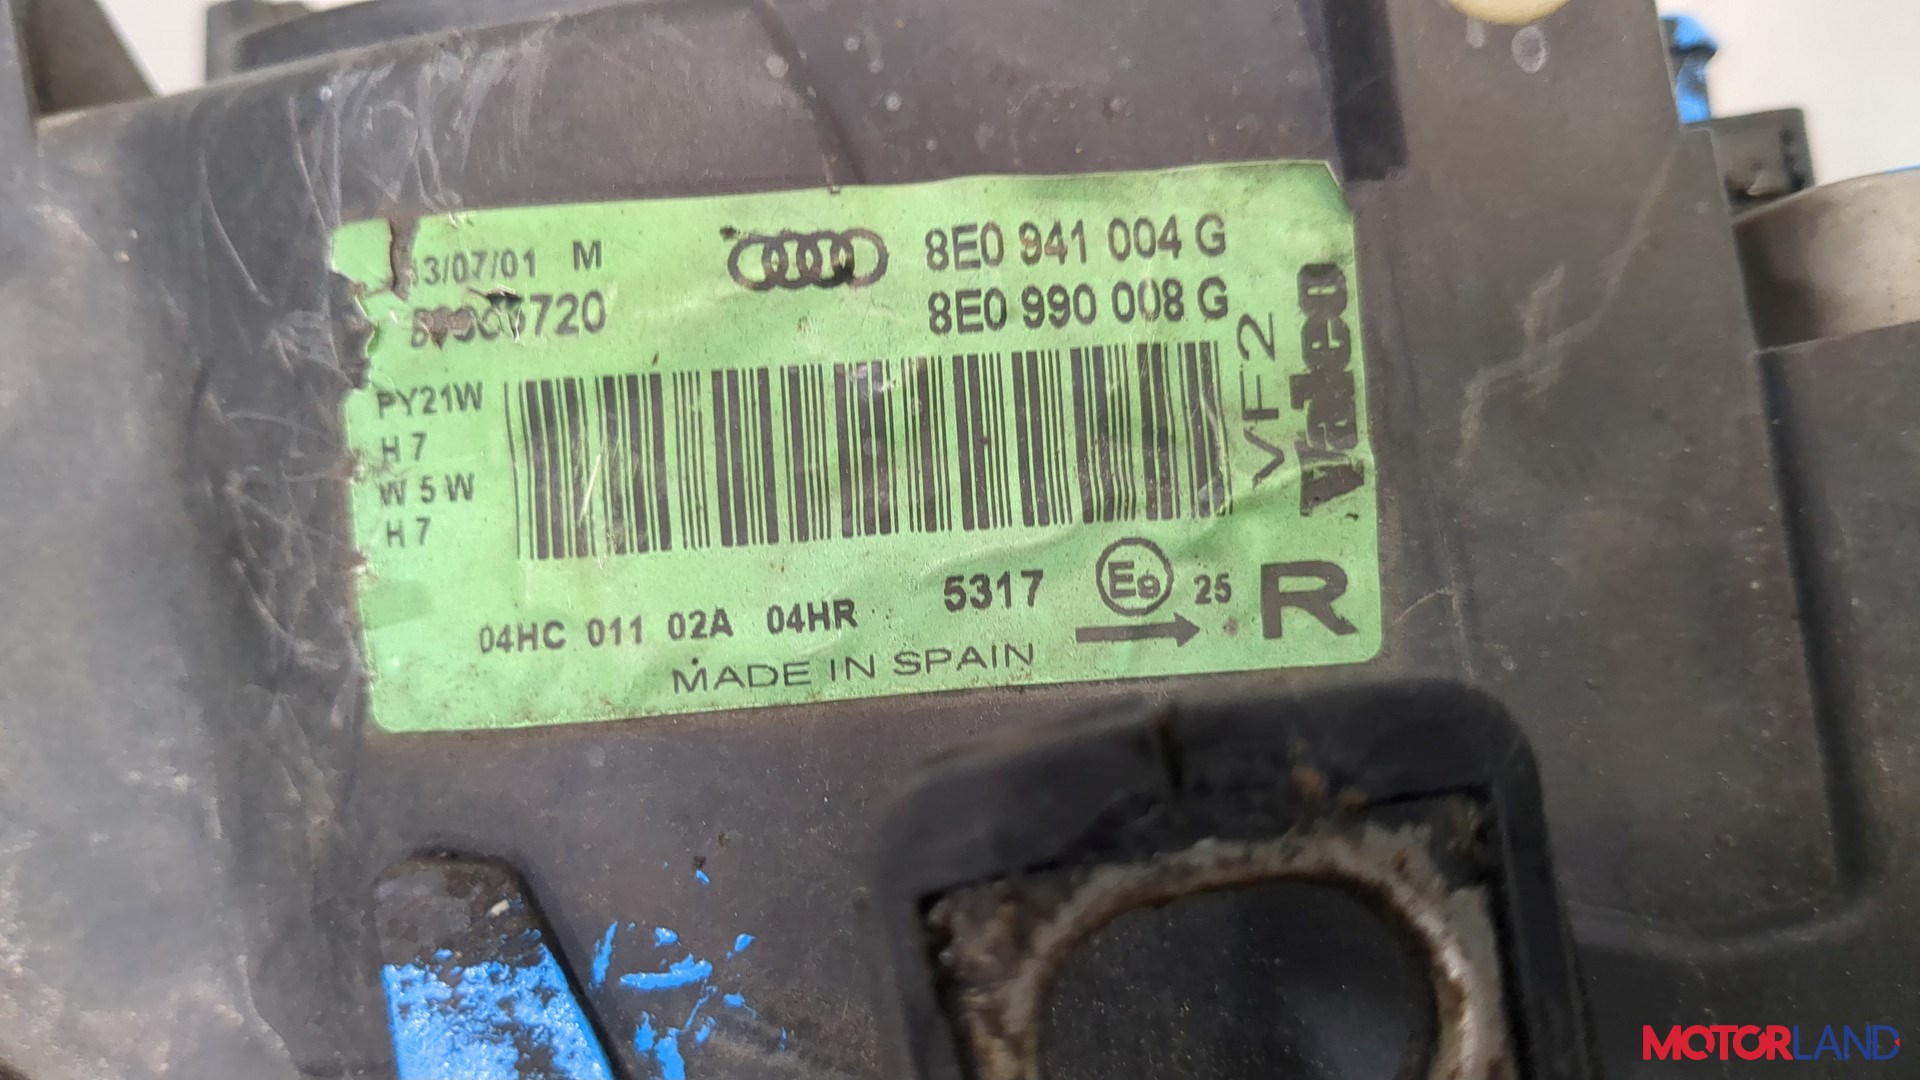 3/07/01 M
720
8E0 941 004 G
8E0 990 008 G
PY21W
H7
W5W
H7
VF2
Valeo
04HC 011 02A 04HR
5317
E9
25
R
MADE IN SPAIN
MOTORLAND